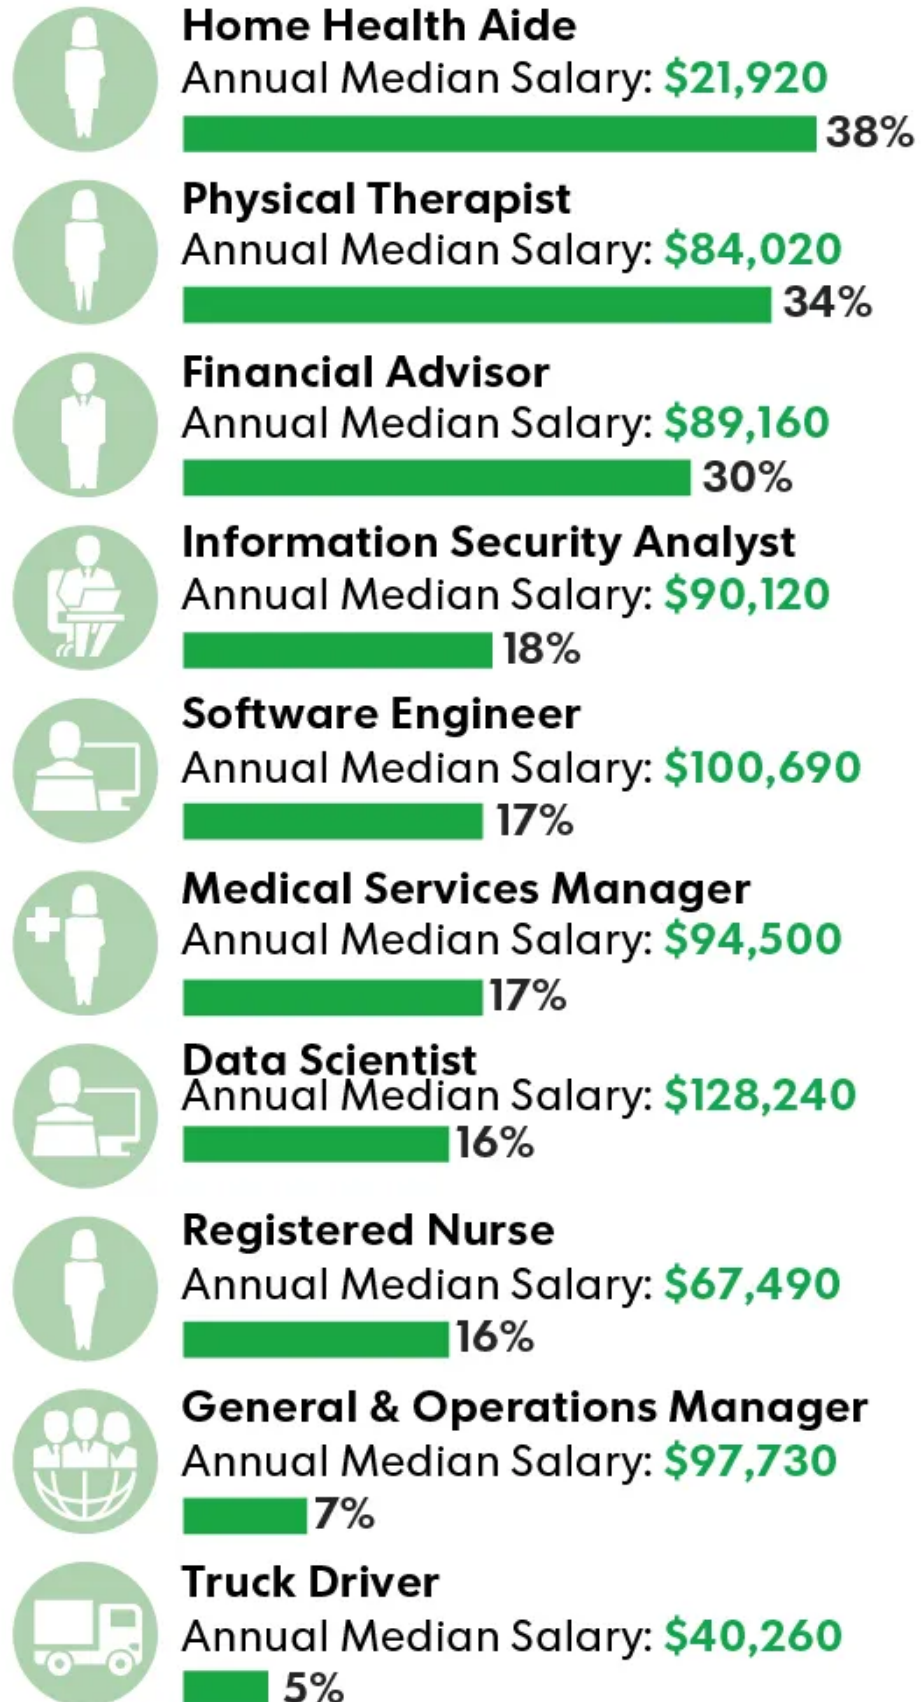 Home Health Aide
Annual Median Salary: $21,920
38%
Physical Therapist
Annual Median Salary: $84,020
34%
Financial Advisor
Annual Median Salary: $89,160
30%
Information Security Analyst
Annual Median Salary: $90,120
18%
Software Engineer
Annual Median Salary: $100,690
17%
Medical Services Manager
Annual Median Salary: $94,500
17%
Data Scientist
Annual Median Salary: $128,240
16%
Registered Nurse
Annual Median Salary: $67,490
16%
General & Operations Manager
Annual Median Salary: $97,730
7%
Truck Driver
Annual Median Salary: $40,260
5%